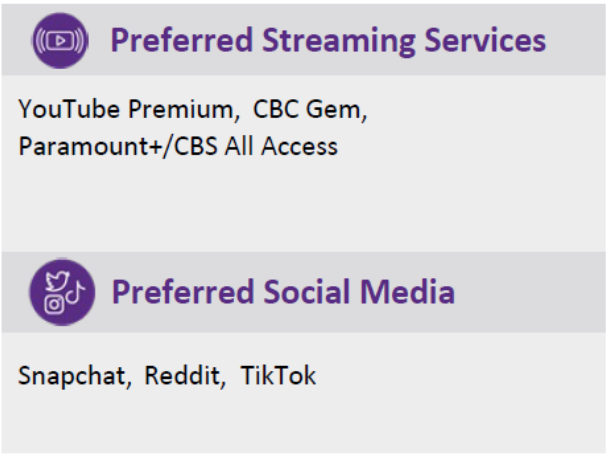 Preferred Streaming Services
YouTube Premium, CBC Gem,
Paramount+/CBS All Access
Preferred Social Media
Snapchat, Reddit, TikTok